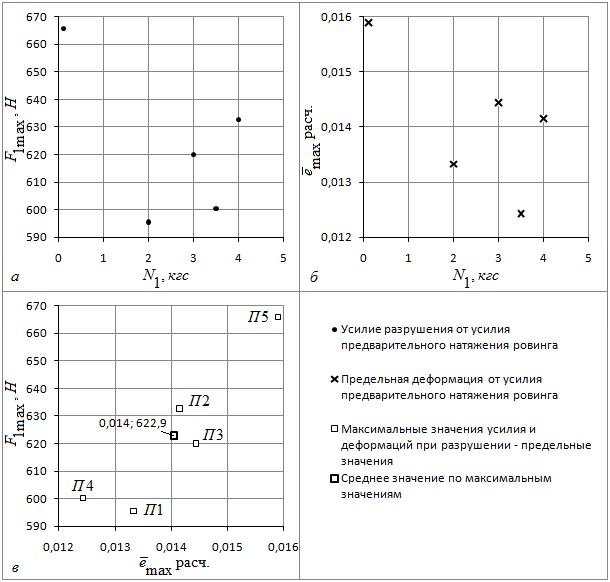 670
660
650
640
630
620
610
600
590
F̅1max , Н
0 1 2 3 4 5
а
N1, кгс
0,016
0,015
0,014
0,013
0,012
e̅max расч.
0 1 2 3 4 5
б
N1, кгс
670
660
650
640
630
620
610
600
590
F̅1max , Н
П5
П2
0,014; 622,9
П3
П4
П1
0,012 0,013 0,014 0,015 0,016
в
e̅max расч.
Усилие разрушения от усилия
предварительного натяжения ровинга
Предельная деформация от усилия
предварительного натяжения ровинга
Максимальные значения усилия и
деформаций при разрушении - предельные
значения
Среднее значение по максимальным
значениям